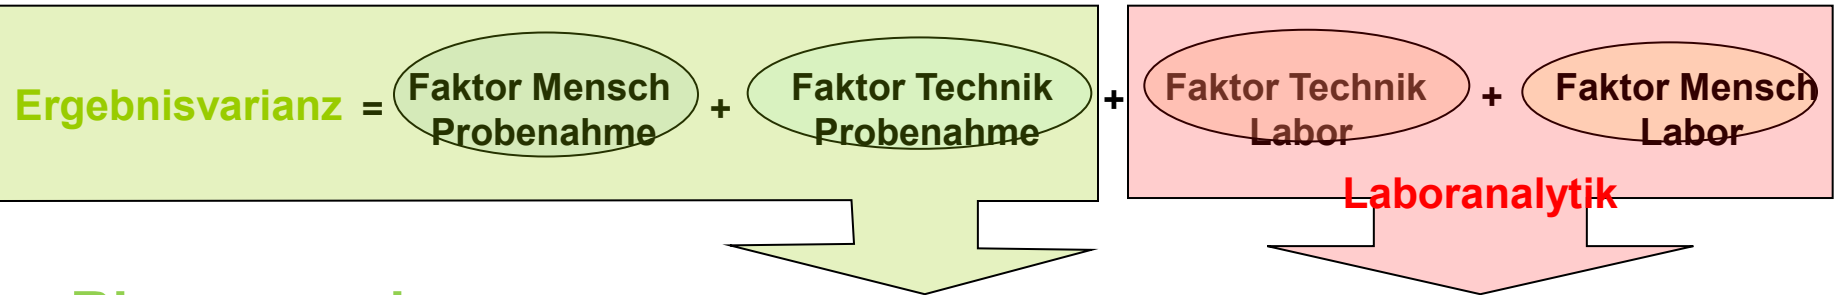 Ergebnisvarianz = Faktor Mensch Probenahme + Faktor Technik Probenahme + Faktor Technik Labor + Faktor Mensch Labor
Laboranalytik